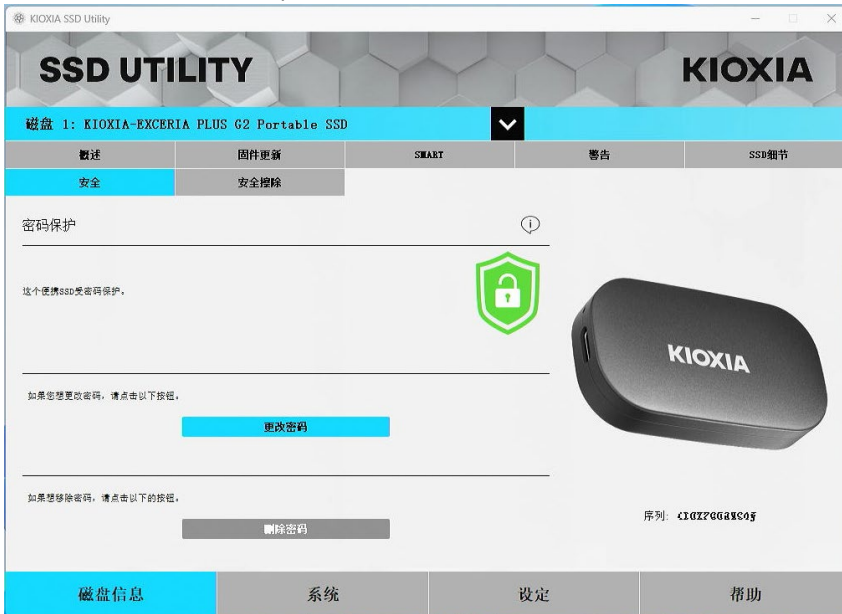 KIOXIA SSD Utility
SSD UTILITY
KIOXIA
磁盘 1: KIOXIA-EXCERIA PLUS G2 Portable SSD
概述 固件更新 SMART 警告 SSD细节
安全 安全擦除
密码保护
这个便携SSD受密码保护。
如果您想更改密码，请点击以下按钮。
更改密码
如果想移除密码，请点击以下的按钮。
删除密码
KIOXIA
序列:
磁盘信息 系统 设定 帮助